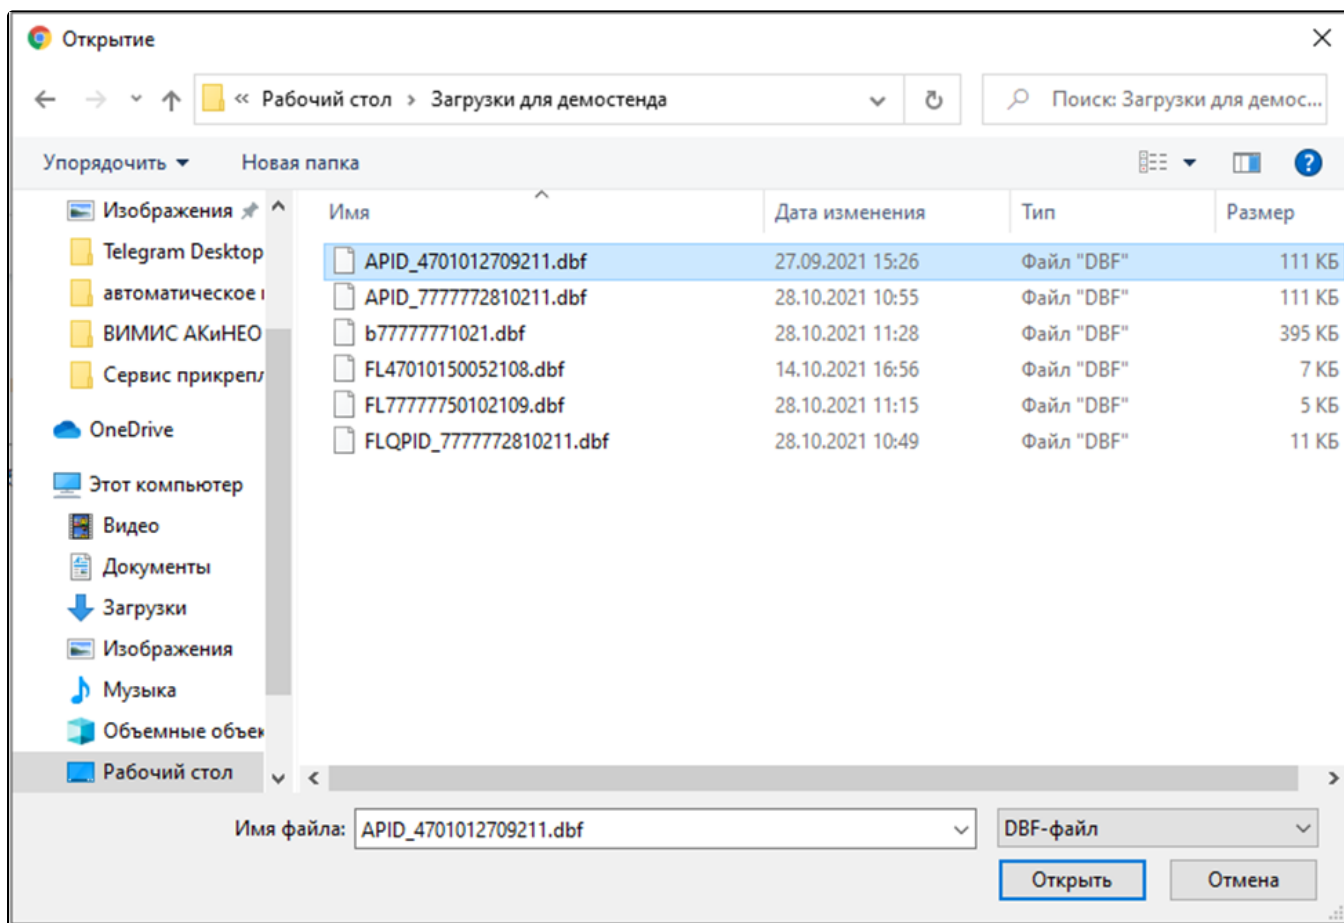 Открытие
« Рабочий стол › Загрузки для демостенда
Поиск: Загрузки для демос...
Упорядочить Новая папка
Имя Дата изменения Тип Размер
Изображения
Telegram Desktop
автоматическое
ВИМИС АКиНЕО
Сервис прикрепл
OneDrive
Этот компьютер
Видео
Документы
Загрузки
Изображения
Музыка
Объемные объек
Рабочий стол
APID_4701012709211.dbf 27.09.2021 15:26 Файл "DBF" 111 КБ
APID_7777772810211.dbf 28.10.2021 10:55 Файл "DBF" 111 КБ
b77777771021.dbf 28.10.2021 11:28 Файл "DBF" 395 КБ
FL47010150052108.dbf 14.10.2021 16:56 Файл "DBF" 7 КБ
FL77777750102109.dbf 28.10.2021 11:15 Файл "DBF" 5 КБ
FLQPID_7777772810211.dbf 28.10.2021 10:49 Файл "DBF" 11 КБ
Имя файла: APID_4701012709211.dbf DBF-файл
Открыть Отмена